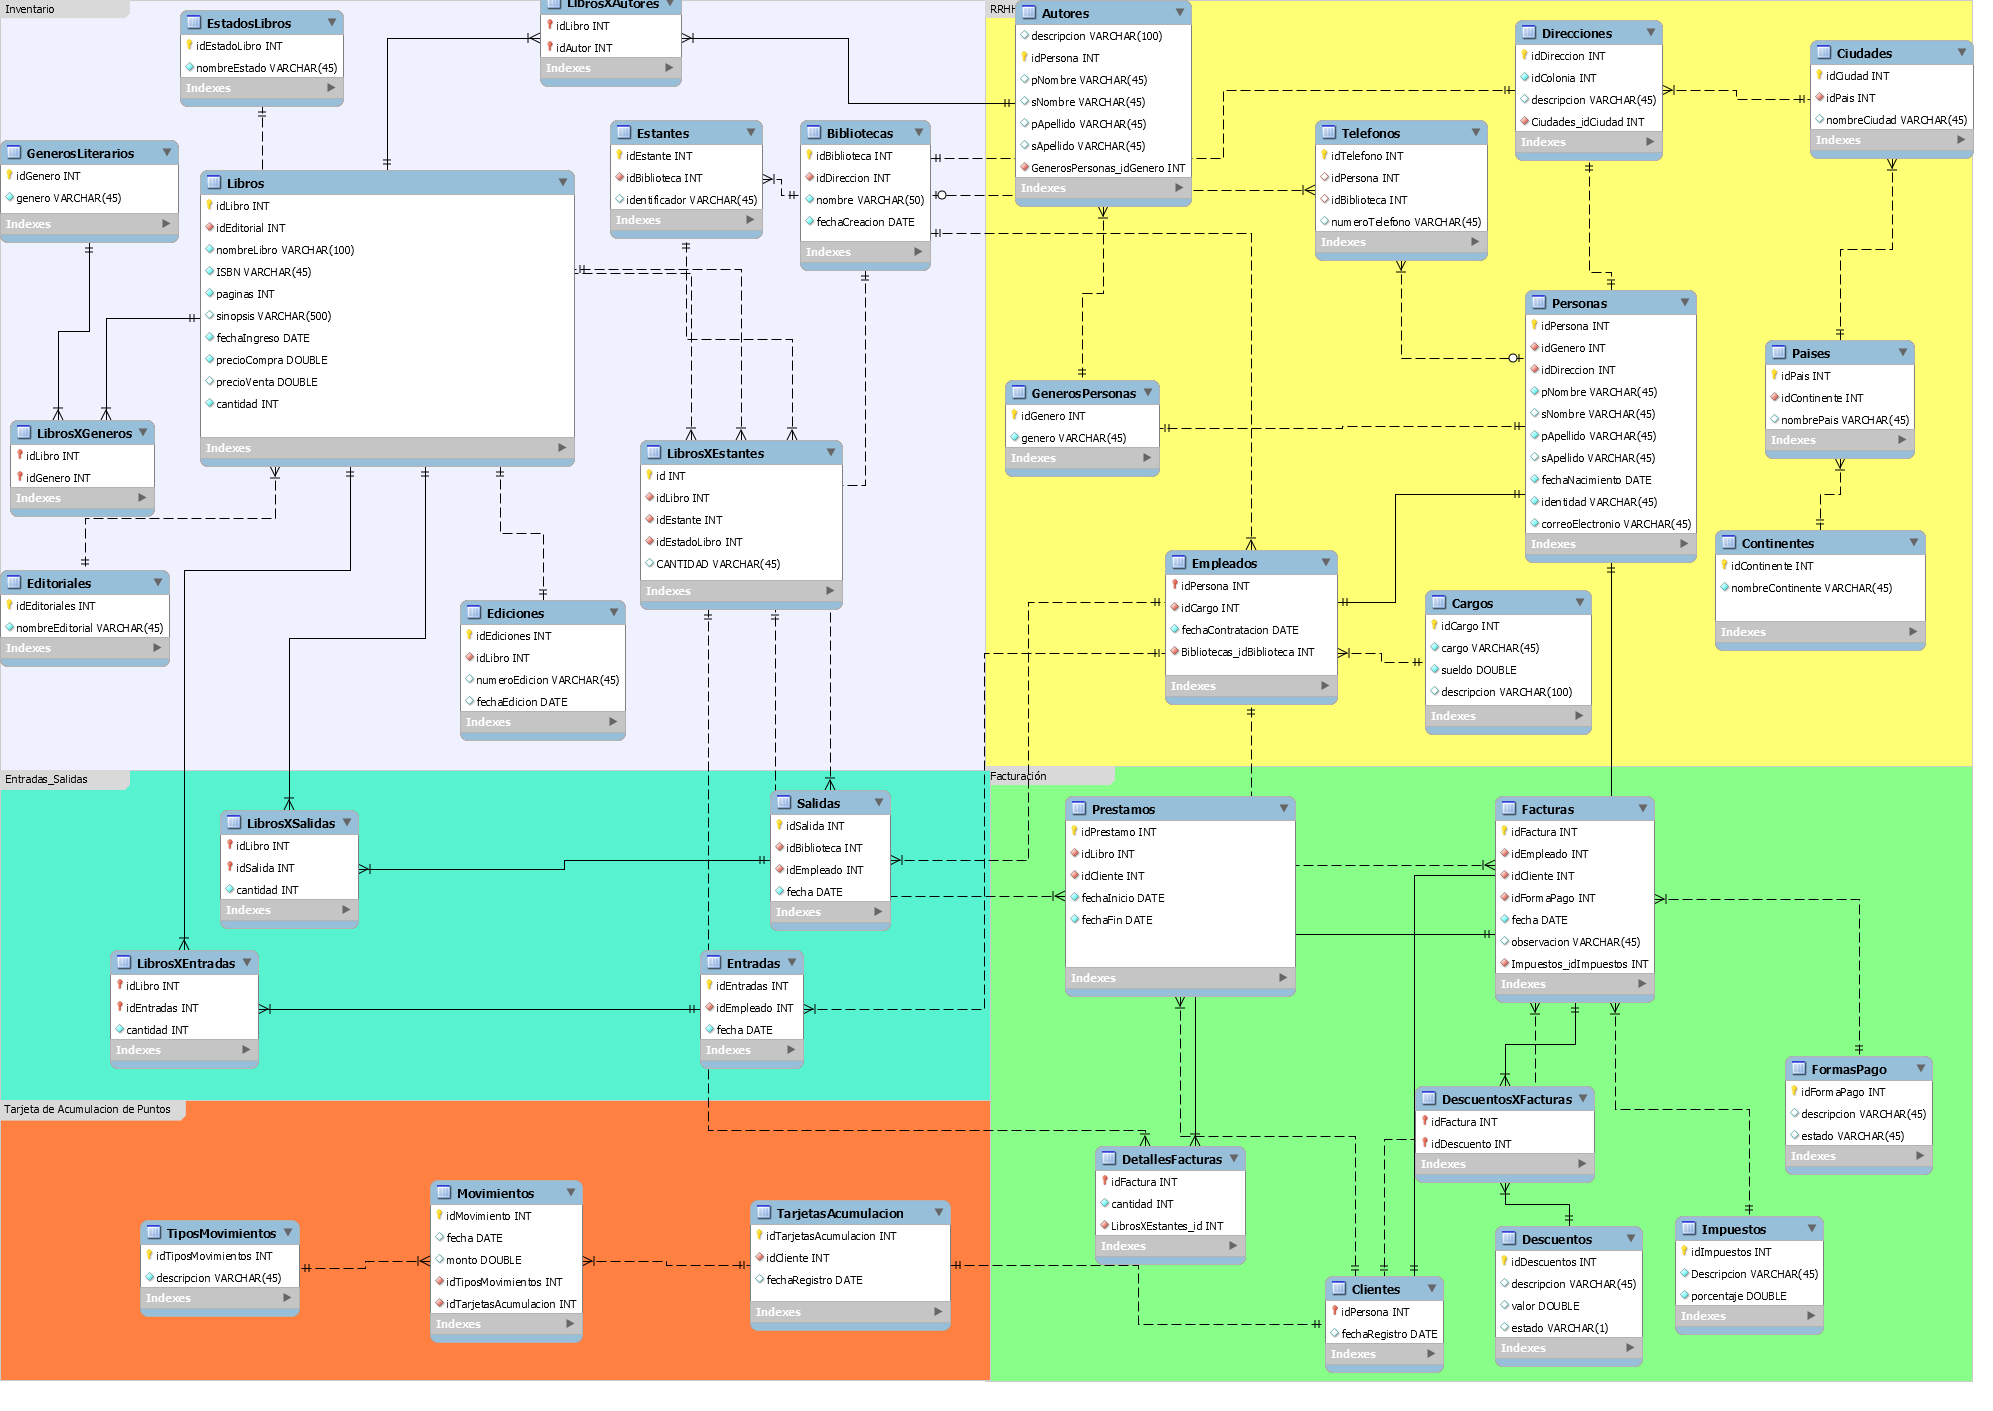 Inventario
EstadosLibros
idEstadoLibro INT
nombreEstado VARCHAR(45)
Indexes
LibrosXAutores
idLibro INT
idAutor INT
Indexes
GenerosLiterarios
idGenero INT
genero VARCHAR(45)
Indexes
Libros
idLibro INT
idEditorial INT
nombreLibro VARCHAR(100)
ISBN VARCHAR(45)
paginas INT
sinopsis VARCHAR(500)
fechaIngreso DATE
precioCompra DOUBLE
precioVenta DOUBLE
cantidad INT
Indexes
Estantes
idEstante INT
idBiblioteca INT
identificador VARCHAR(45)
Indexes
Bibliotecas
idBiblioteca INT
idDireccion INT
nombre VARCHAR(50)
fechaCreacion DATE
Indexes
LibrosXGeneros
idLibro INT
idGenero INT
Indexes
LibrosXEstantes
id INT
idLibro INT
idEstante INT
idEstadoLibro INT
CANTIDAD VARCHAR(45)
Indexes
Editoriales
idEditoriales INT
nombreEditorial VARCHAR(45)
Indexes
Ediciones
idEdiciones INT
idLibro INT
numeroEdicion VARCHAR(45)
fechaEdicion DATE
Indexes
RRHH
Autores
descripcion VARCHAR(100)
idPersona INT
pNombre VARCHAR(45)
sNombre VARCHAR(45)
pApellido VARCHAR(45)
sApellido VARCHAR(45)
GenerosPersonas_idGenero INT
Indexes
Direcciones
idDireccion INT
idColonia INT
descripcion VARCHAR(45)
Ciudades_idCiudad INT
Indexes
Ciudades
idCiudad INT
idPais INT
nombreCiudad VARCHAR(45)
Indexes
Telefonos
idTelefono INT
idPersona INT
idBiblioteca INT
numeroTelefono VARCHAR(45)
Indexes
Personas
idPersona INT
idGenero INT
idDireccion INT
pNombre VARCHAR(45)
sNombre VARCHAR(45)
pApellido VARCHAR(45)
sApellido VARCHAR(45)
fechaNacimiento DATE
identidad VARCHAR(45)
correoElectronio VARCHAR(45)
Indexes
Paises
idPais INT
idContinente INT
nombrePais VARCHAR(45)
Indexes
GenerosPersonas
idGenero INT
genero VARCHAR(45)
Indexes
Continentes
idContinente INT
nombreContinente VARCHAR(45)
Indexes
Empleados
idPersona INT
idCargo INT
fechaContratacion DATE
Bibliotecas_idBiblioteca INT
Indexes
Cargos
idCargo INT
cargo VARCHAR(45)
sueldo DOUBLE
descripcion VARCHAR(100)
Indexes
Entradas_Salidas
LibrosXSalidas
idLibro INT
idSalida INT
cantidad INT
Indexes
Salidas
idSalida INT
idBiblioteca INT
idEmpleado INT
fecha DATE
Indexes
LibrosXEntradas
idLibro INT
idEntradas INT
cantidad INT
Indexes
Entradas
idEntradas INT
idEmpleado INT
fecha DATE
Indexes
Facturación
Prestamos
idPrestamo INT
idLibro INT
idCliente INT
fechaInicio DATE
fechaFin DATE
Indexes
Facturas
idFactura INT
idEmpleado INT
idCliente INT
idFormaPago INT
fecha DATE
observacion VARCHAR(45)
Impuestos_idImpuestos INT
Indexes
FormasPago
idFormaPago INT
descripcion VARCHAR(45)
estado VARCHAR(45)
Indexes
DescuentosXFacturas
idFactura INT
idDescuento INT
Indexes
DetallesFacturas
idFactura INT
cantidad INT
LibrosXEstantes_id INT
Indexes
Clientes
idPersona INT
fechaRegistro DATE
Indexes
Descuentos
idDescuentos INT
descripcion VARCHAR(45)
valor DOUBLE
estado VARCHAR(1)
Indexes
Impuestos
idImpuestos INT
Descripcion VARCHAR(45)
porcentaje DOUBLE
Indexes
Tarjeta de Acumulacion de Puntos
TiposMovimientos
idTiposMovimientos INT
descripcion VARCHAR(45)
Indexes
Movimientos
idMovimiento INT
fecha DATE
monto DOUBLE
idTiposMovimientos INT
idTarjetasAcumulacion INT
Indexes
TarjetasAcumulacion
idTarjetasAcumulacion INT
idCliente INT
fechaRegistro DATE
Indexes